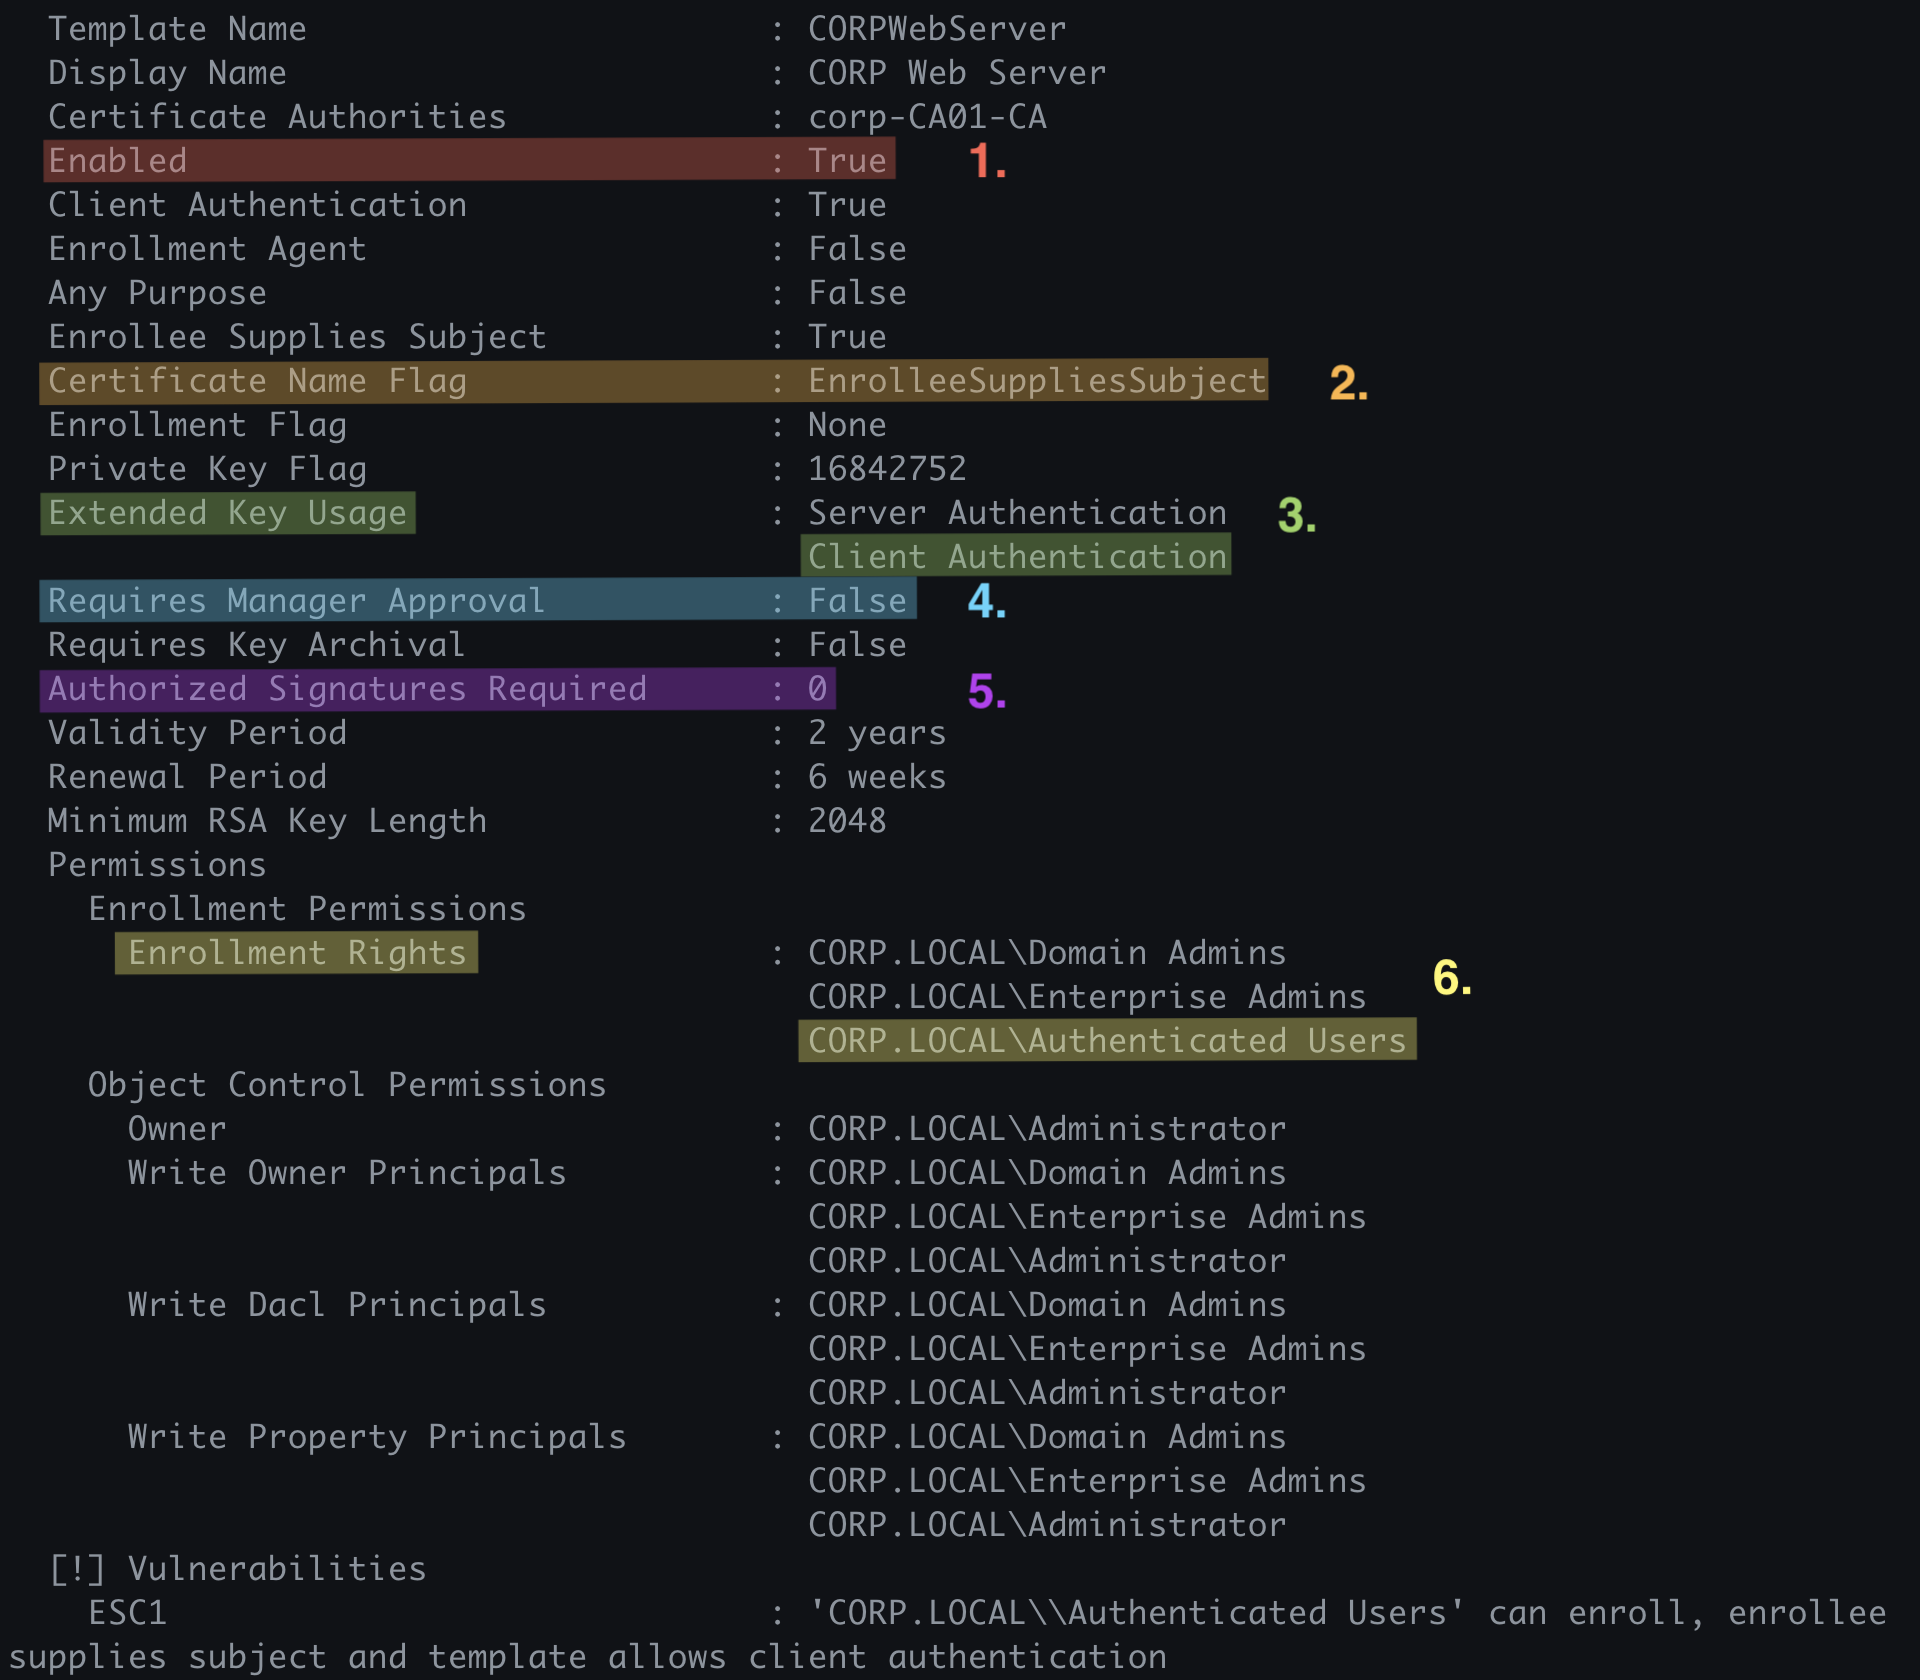 Template Name : CORPWebServer
Display Name : CORP Web Server
Certificate Authorities : corp-CA01-CA
Enabled : True 1.
Client Authentication : True
Enrollment Agent : False
Any Purpose : False
Enrollee Supplies Subject : True
Certificate Name Flag : EnrolleeSuppliesSubject 2.
Enrollment Flag : None
Private Key Flag : 16842752
Extended Key Usage : Server Authentication 3.
Client Authentication
Requires Manager Approval : False 4.
Requires Key Archival : False
Authorized Signatures Required : 0 5.
Validity Period : 2 years
Renewal Period : 6 weeks
Minimum RSA Key Length : 2048
Permissions
Enrollment Permissions
Enrollment Rights : CORP.LOCAL\Domain Admins
CORP.LOCAL\Enterprise Admins 6.
CORP.LOCAL\Authenticated Users
Object Control Permissions
Owner : CORP.LOCAL\Administrator
Write Owner Principals : CORP.LOCAL\Domain Admins
CORP.LOCAL\Enterprise Admins
CORP.LOCAL\Administrator
Write Dacl Principals : CORP.LOCAL\Domain Admins
CORP.LOCAL\Enterprise Admins
CORP.LOCAL\Administrator
Write Property Principals : CORP.LOCAL\Domain Admins
CORP.LOCAL\Enterprise Admins
CORP.LOCAL\Administrator
[!] Vulnerabilities
ESC1 : 'CORP.LOCAL\\Authenticated Users' can enroll, enrollee
supplies subject and template allows client authentication